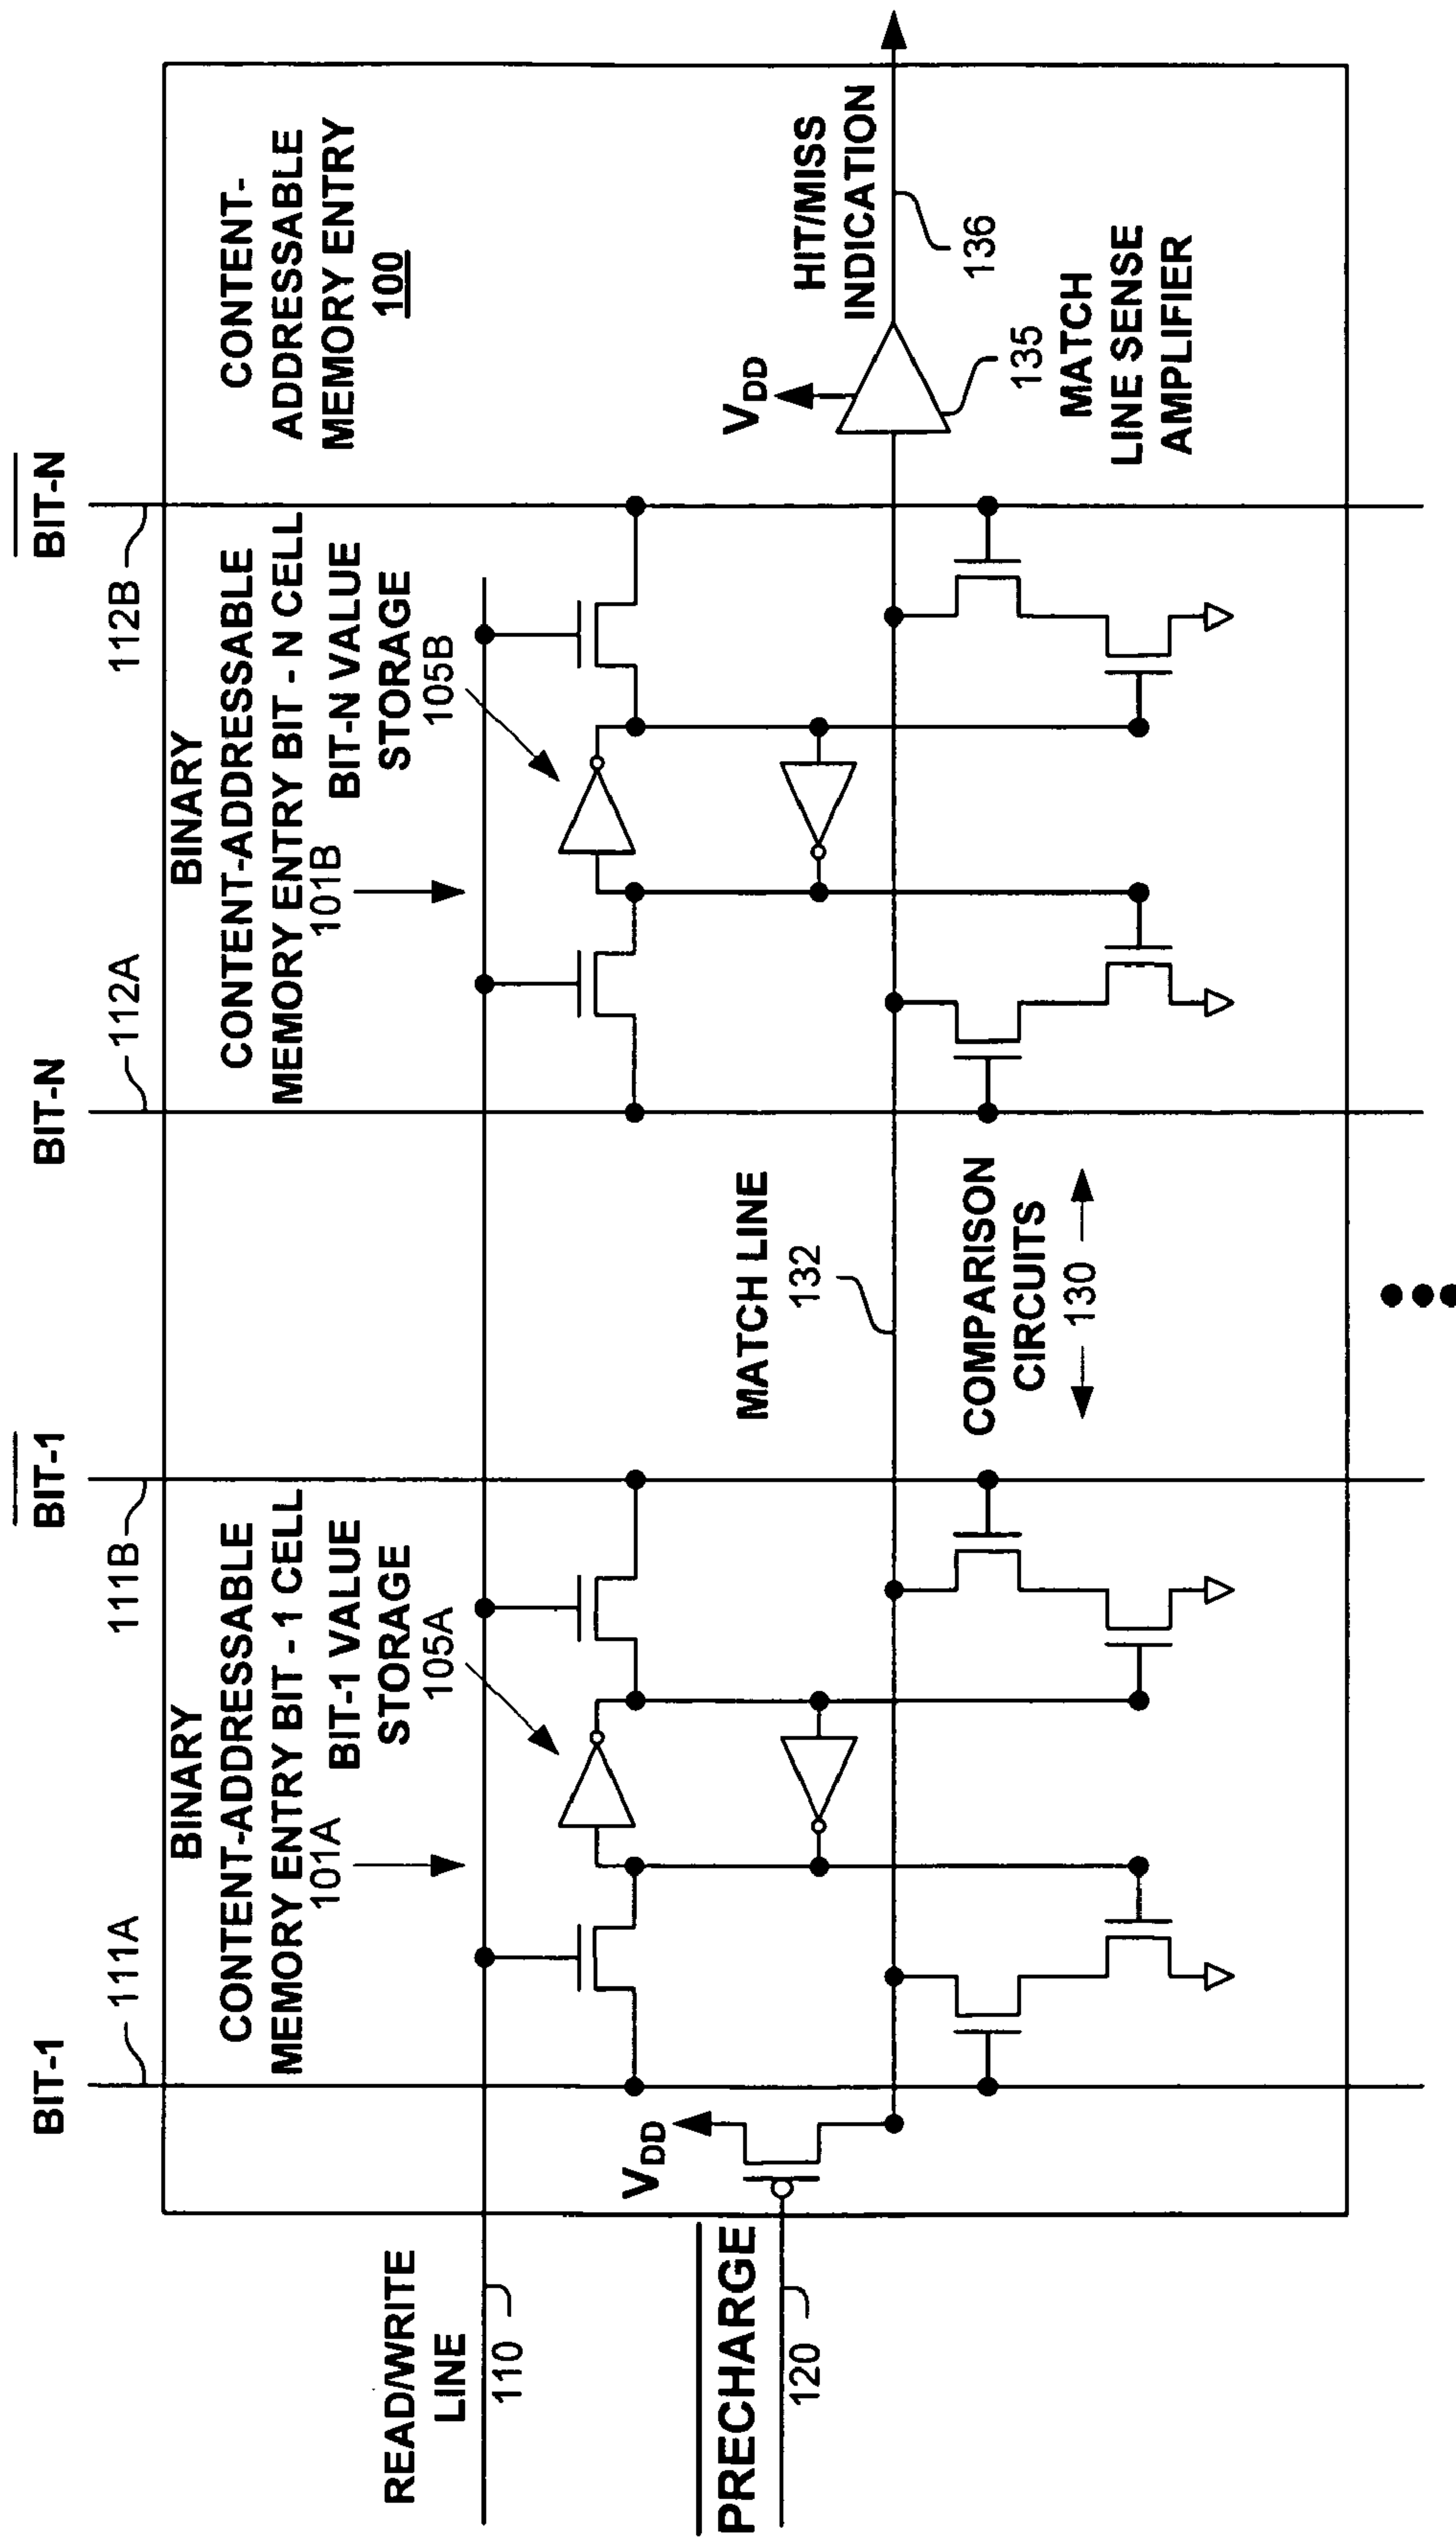 BIT-1
BIT-1
BIT-N
BIT-N
111A
111B
112A
112B
BINARY
CONTENT-ADDRESSABLE
MEMORY ENTRY BIT - 1 CELL
101A
BIT-1 VALUE
STORAGE
105A
BINARY
CONTENT-ADDRESSABLE
MEMORY ENTRY BIT - N CELL
101B
BIT-N VALUE
STORAGE
105B
CONTENT-
ADDRESSABLE
MEMORY ENTRY
100
READ/WRITE
LINE
110
VDD
PRECHARGE
120
MATCH LINE
132
COMPARISON
CIRCUITS
130
VDD
HIT/MISS
INDICATION
136
135
MATCH
LINE SENSE
AMPLIFIER